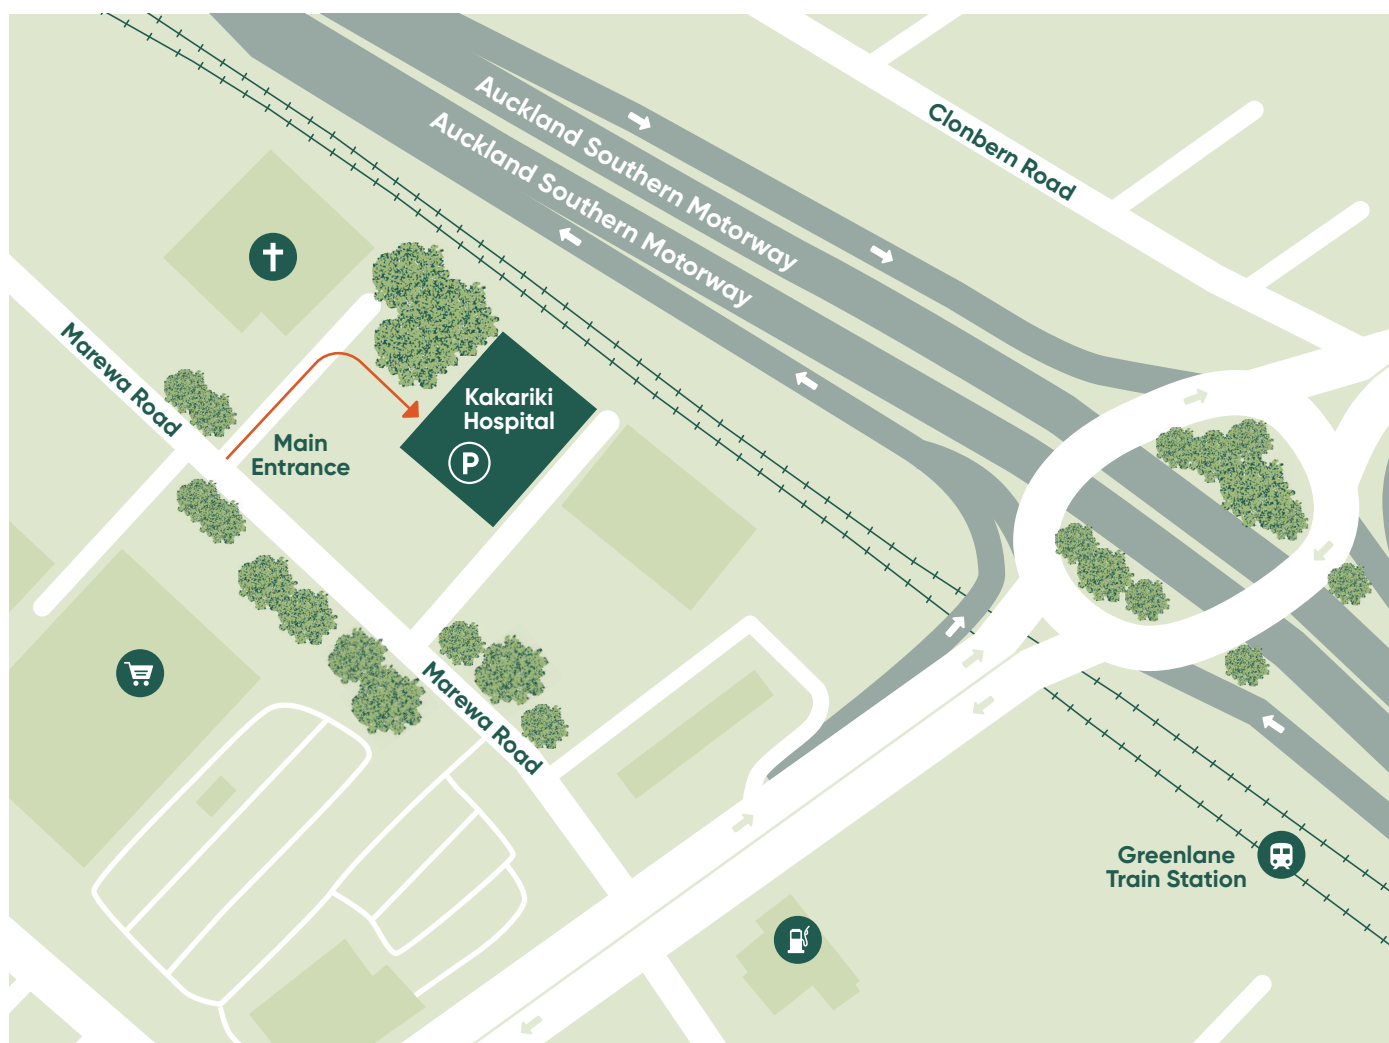 Auckland Southern Motorway
Auckland Southern Motorway
Clonbern Road
Marewa Road
Main
Entrance
Kakariki
Hospital
P
Marewa Road
Greenlane
Train Station